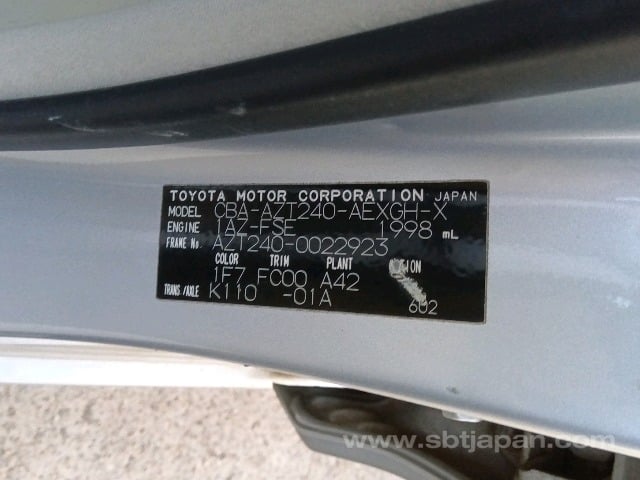 TOYOTA MOTOR CORPORATION JAPAN
MODEL CBA-AZT240-AEXGH-X
ENGINE 1AZ-FSE 1998 mL
FRAME No. AZT240-0022923
COLOR TRIM PLANT
1F7 FC00 A42
TRANS/AXLE K110 -01A 602
www.sbtjapan.com